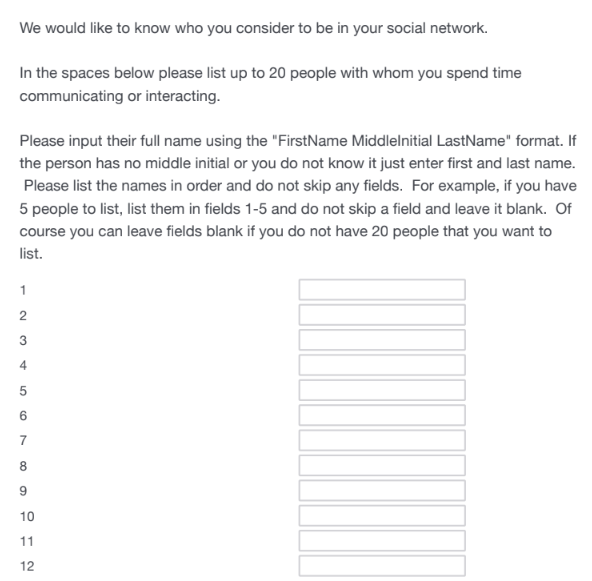 We would like to know who you consider to be in your social network.
In the spaces below please list up to 20 people with whom you spend time
communicating or interacting.
Please input their full name using the "FirstName MiddleInitial LastName" format. If
the person has no middle initial or you do not know it just enter first and last name.
Please list the names in order and do not skip any fields. For example, if you have
5 people to list, list them in fields 1-5 and do not skip a field and leave it blank. Of
course you can leave fields blank if you do not have 20 people that you want to
list.
1
2
3
4
5
6
7
8
9
10
11
12